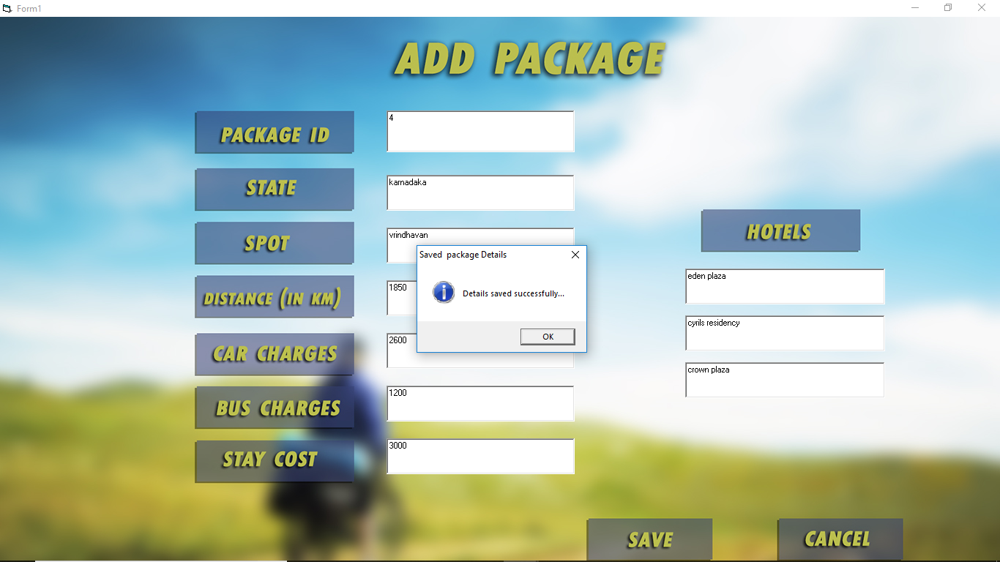 Form1
ADD PACKAGE
PACKAGE ID
4
STATE
karnadaka
SPOT
vrindhavan
DISTANCE (IN KM)
1850
CAR CHARGES
2600
BUS CHARGES
1200
STAY COST
3000
Saved package Details
Details saved successfully...
OK
HOTELS
eden plaza
cyrils residency
crown plaza
SAVE
CANCEL